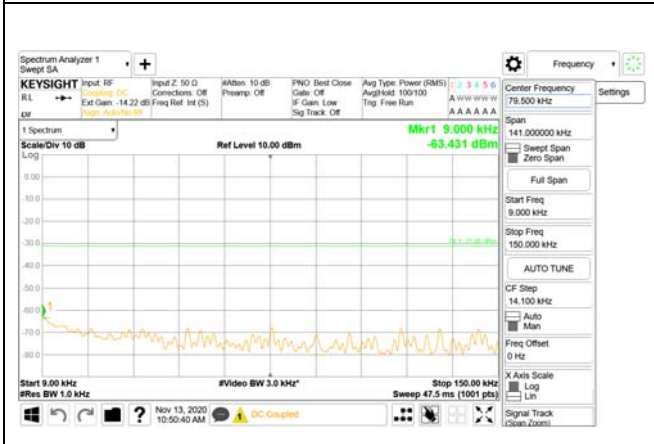 Spectrum Analyzer 1
Swept SA
Frequency
KEYSIGHT Input: RF Input Z: 50 Ω #Atten: 10 dB PNO: Best Close Avg Type: Power (RMS) 1 2 3 4 5 6
RL Coupling: DC Corrections: Off Preamp: Off Gate: Off Avg|Hold: 100/100 A W W W W W
Ext Gain: -14.22 dB Freq Ref: Int (S) IF Gain: Low Trig: Free Run
Align: Auto/No RF Sig Track: Off A A A A A A
Center Frequency
79.500 kHz
Settings
1 Spectrum
Mkr1 9.000 kHz
Scale/Div 10 dB Ref Level 10.00 dBm -63.431 dBm
Log
Span
141.000000 kHz
Swept Span
Zero Span
Full Span
Start Freq
9.000 kHz
Stop Freq
150.000 kHz
AUTO TUNE
CF Step
14.100 kHz
Auto
Man
Freq Offset
0 Hz
X Axis Scale
Log
Lin
Signal Track
(Span Zoom)
0.00
-10.0
-20.0
-30.0
-40.0
-50.0
-60.0
-70.0
-80.0
1
Start 9.00 kHz #Video BW 3.0 kHz* Stop 150.00 kHz
#Res BW 1.0 kHz Sweep 47.5 ms (1001 pts)
Nov 13, 2020
10:50:40 AM
DC Coupled